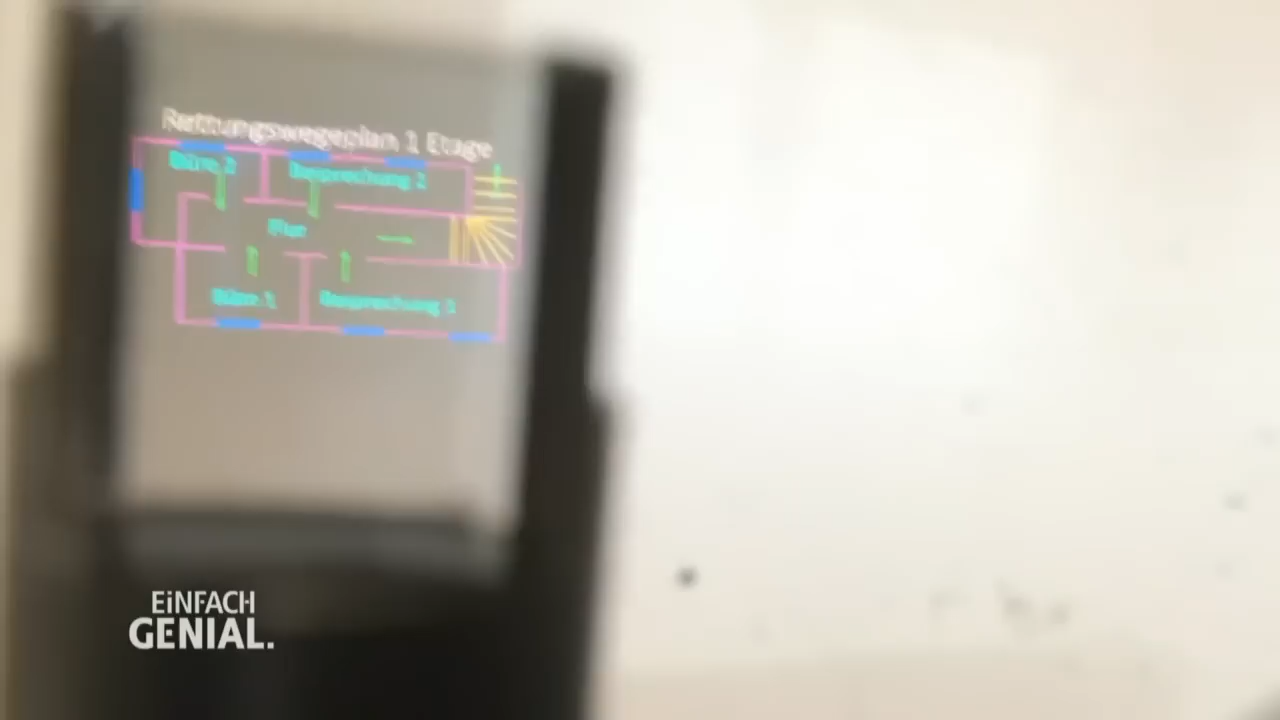 Rettungswegeplan 1 Etage
Büro 2
Besprechung 2
Flur
Büro 1
Besprechung 1
EiNFACH
GENIAL.